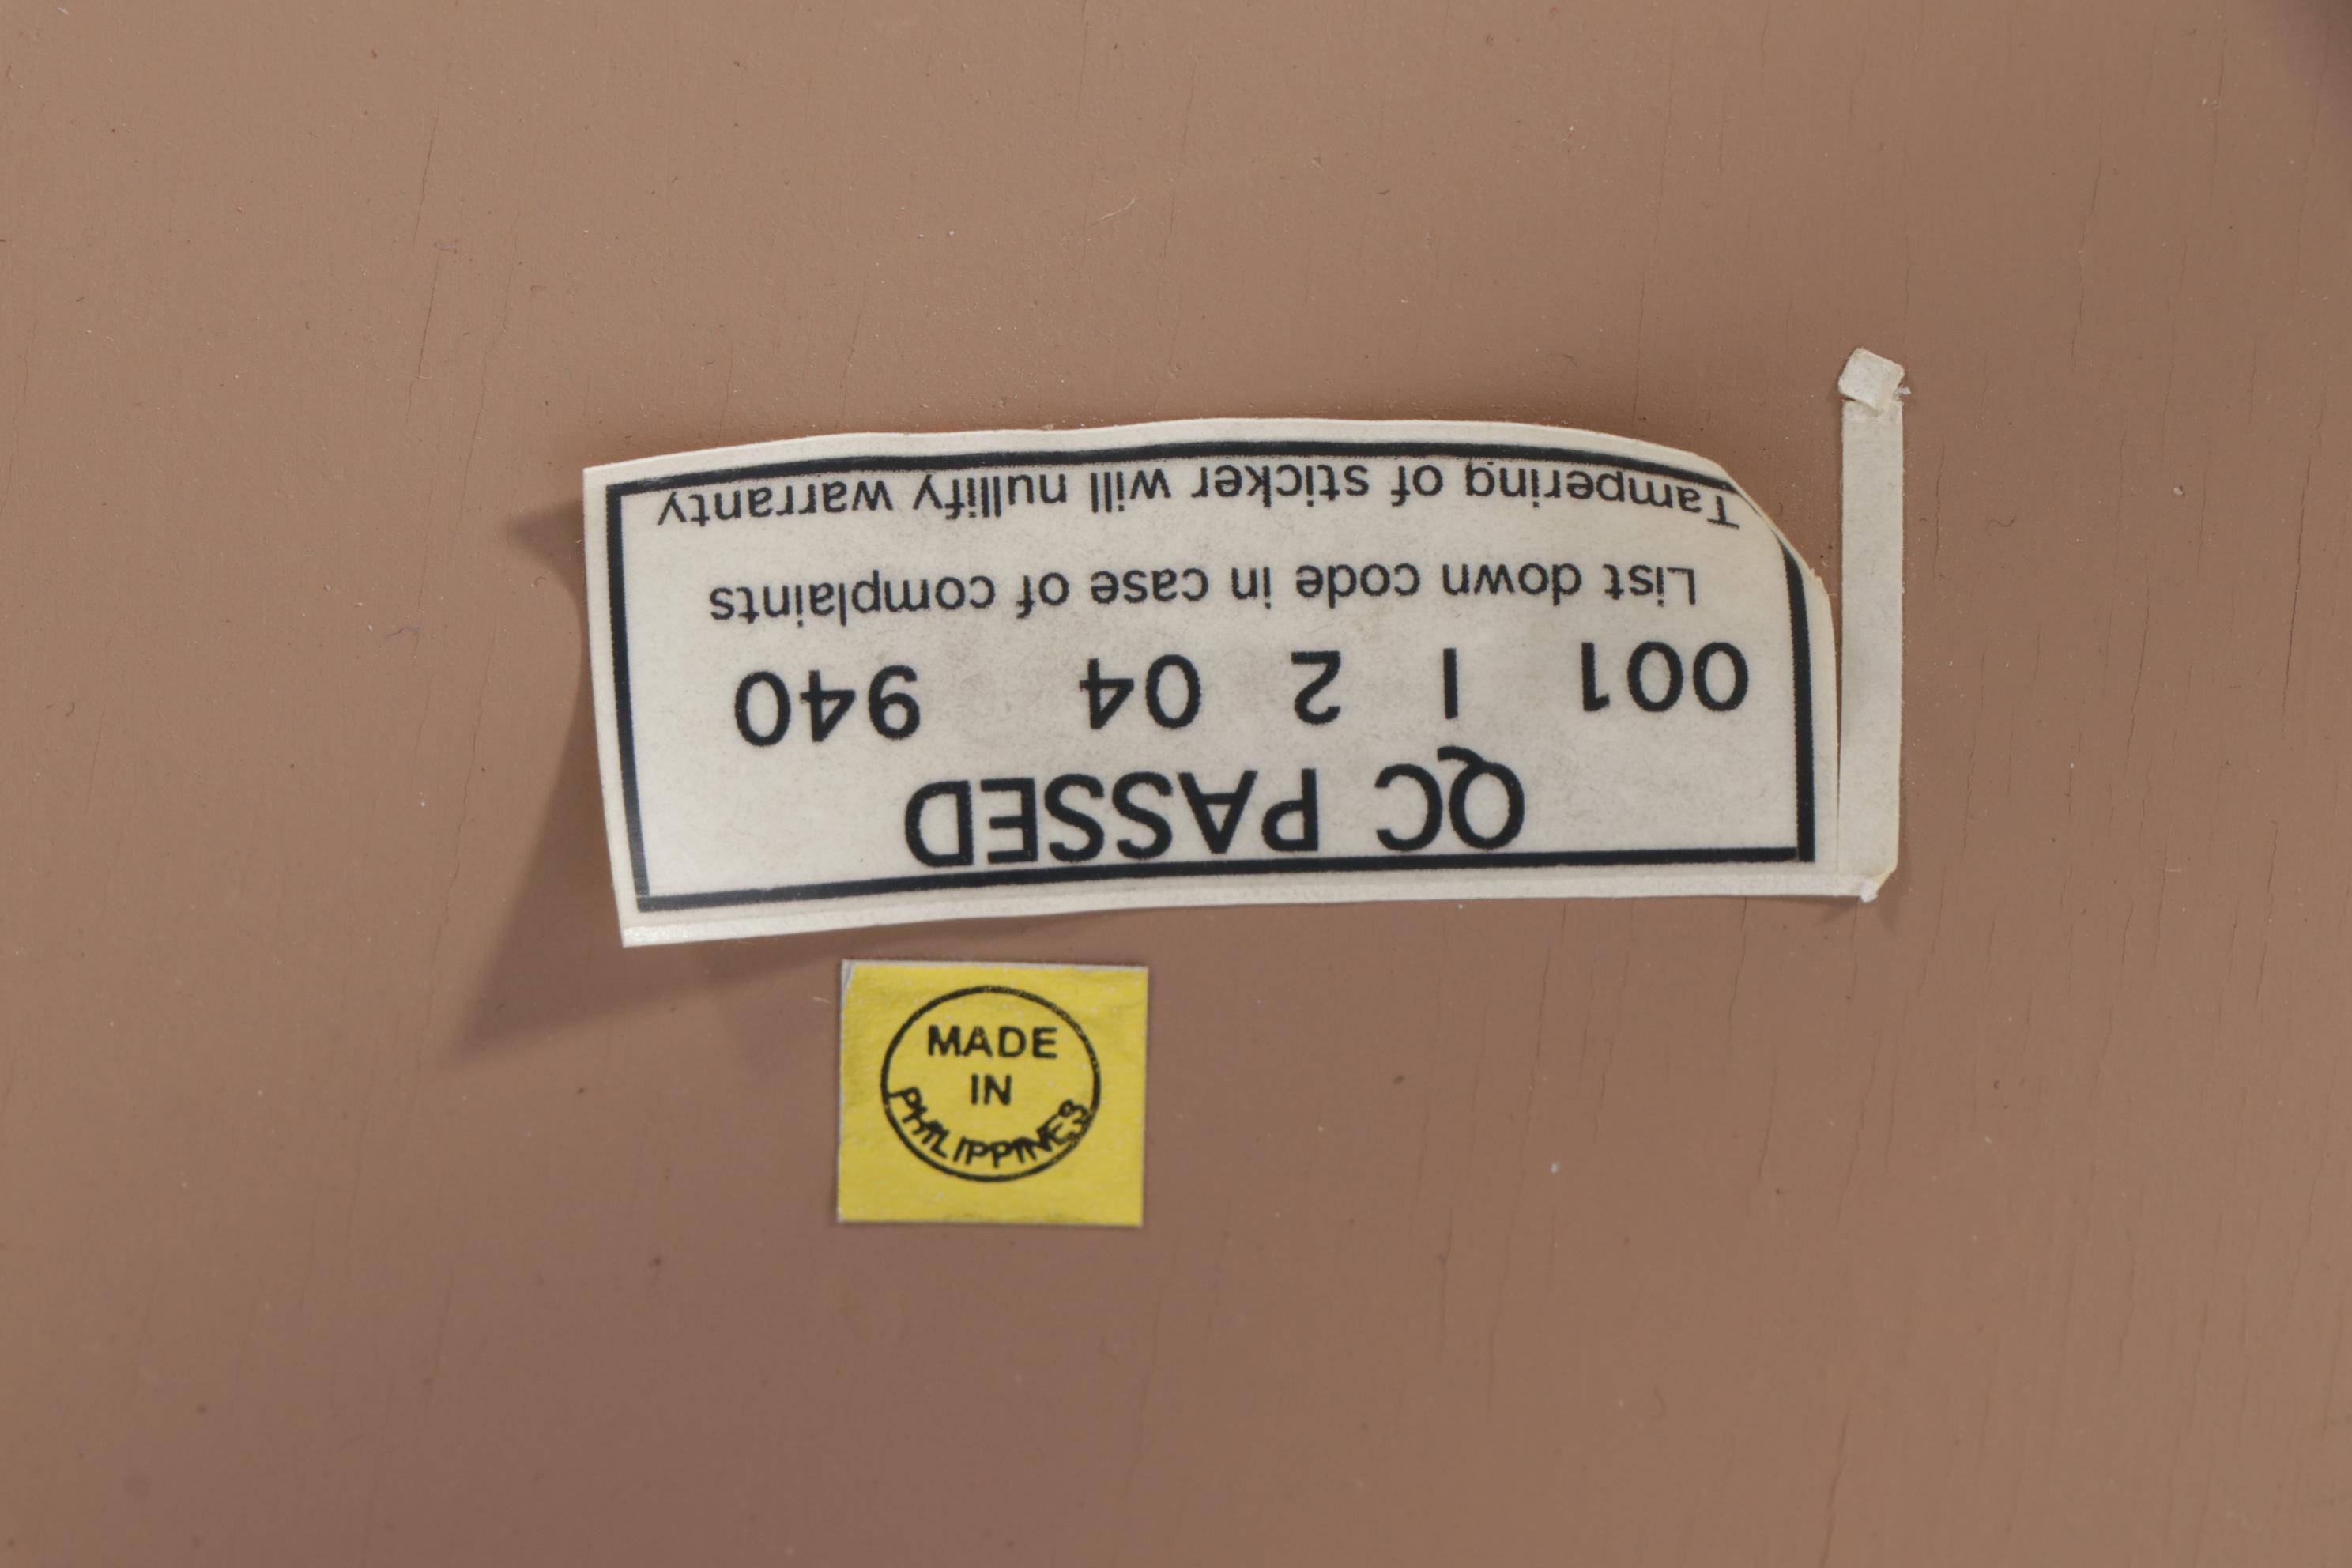 QC PASSED
001 I 2 04 940
List down code in case of complaints
Tampering of sticker will nullify warranty
MADE
IN
PHILIPPINES